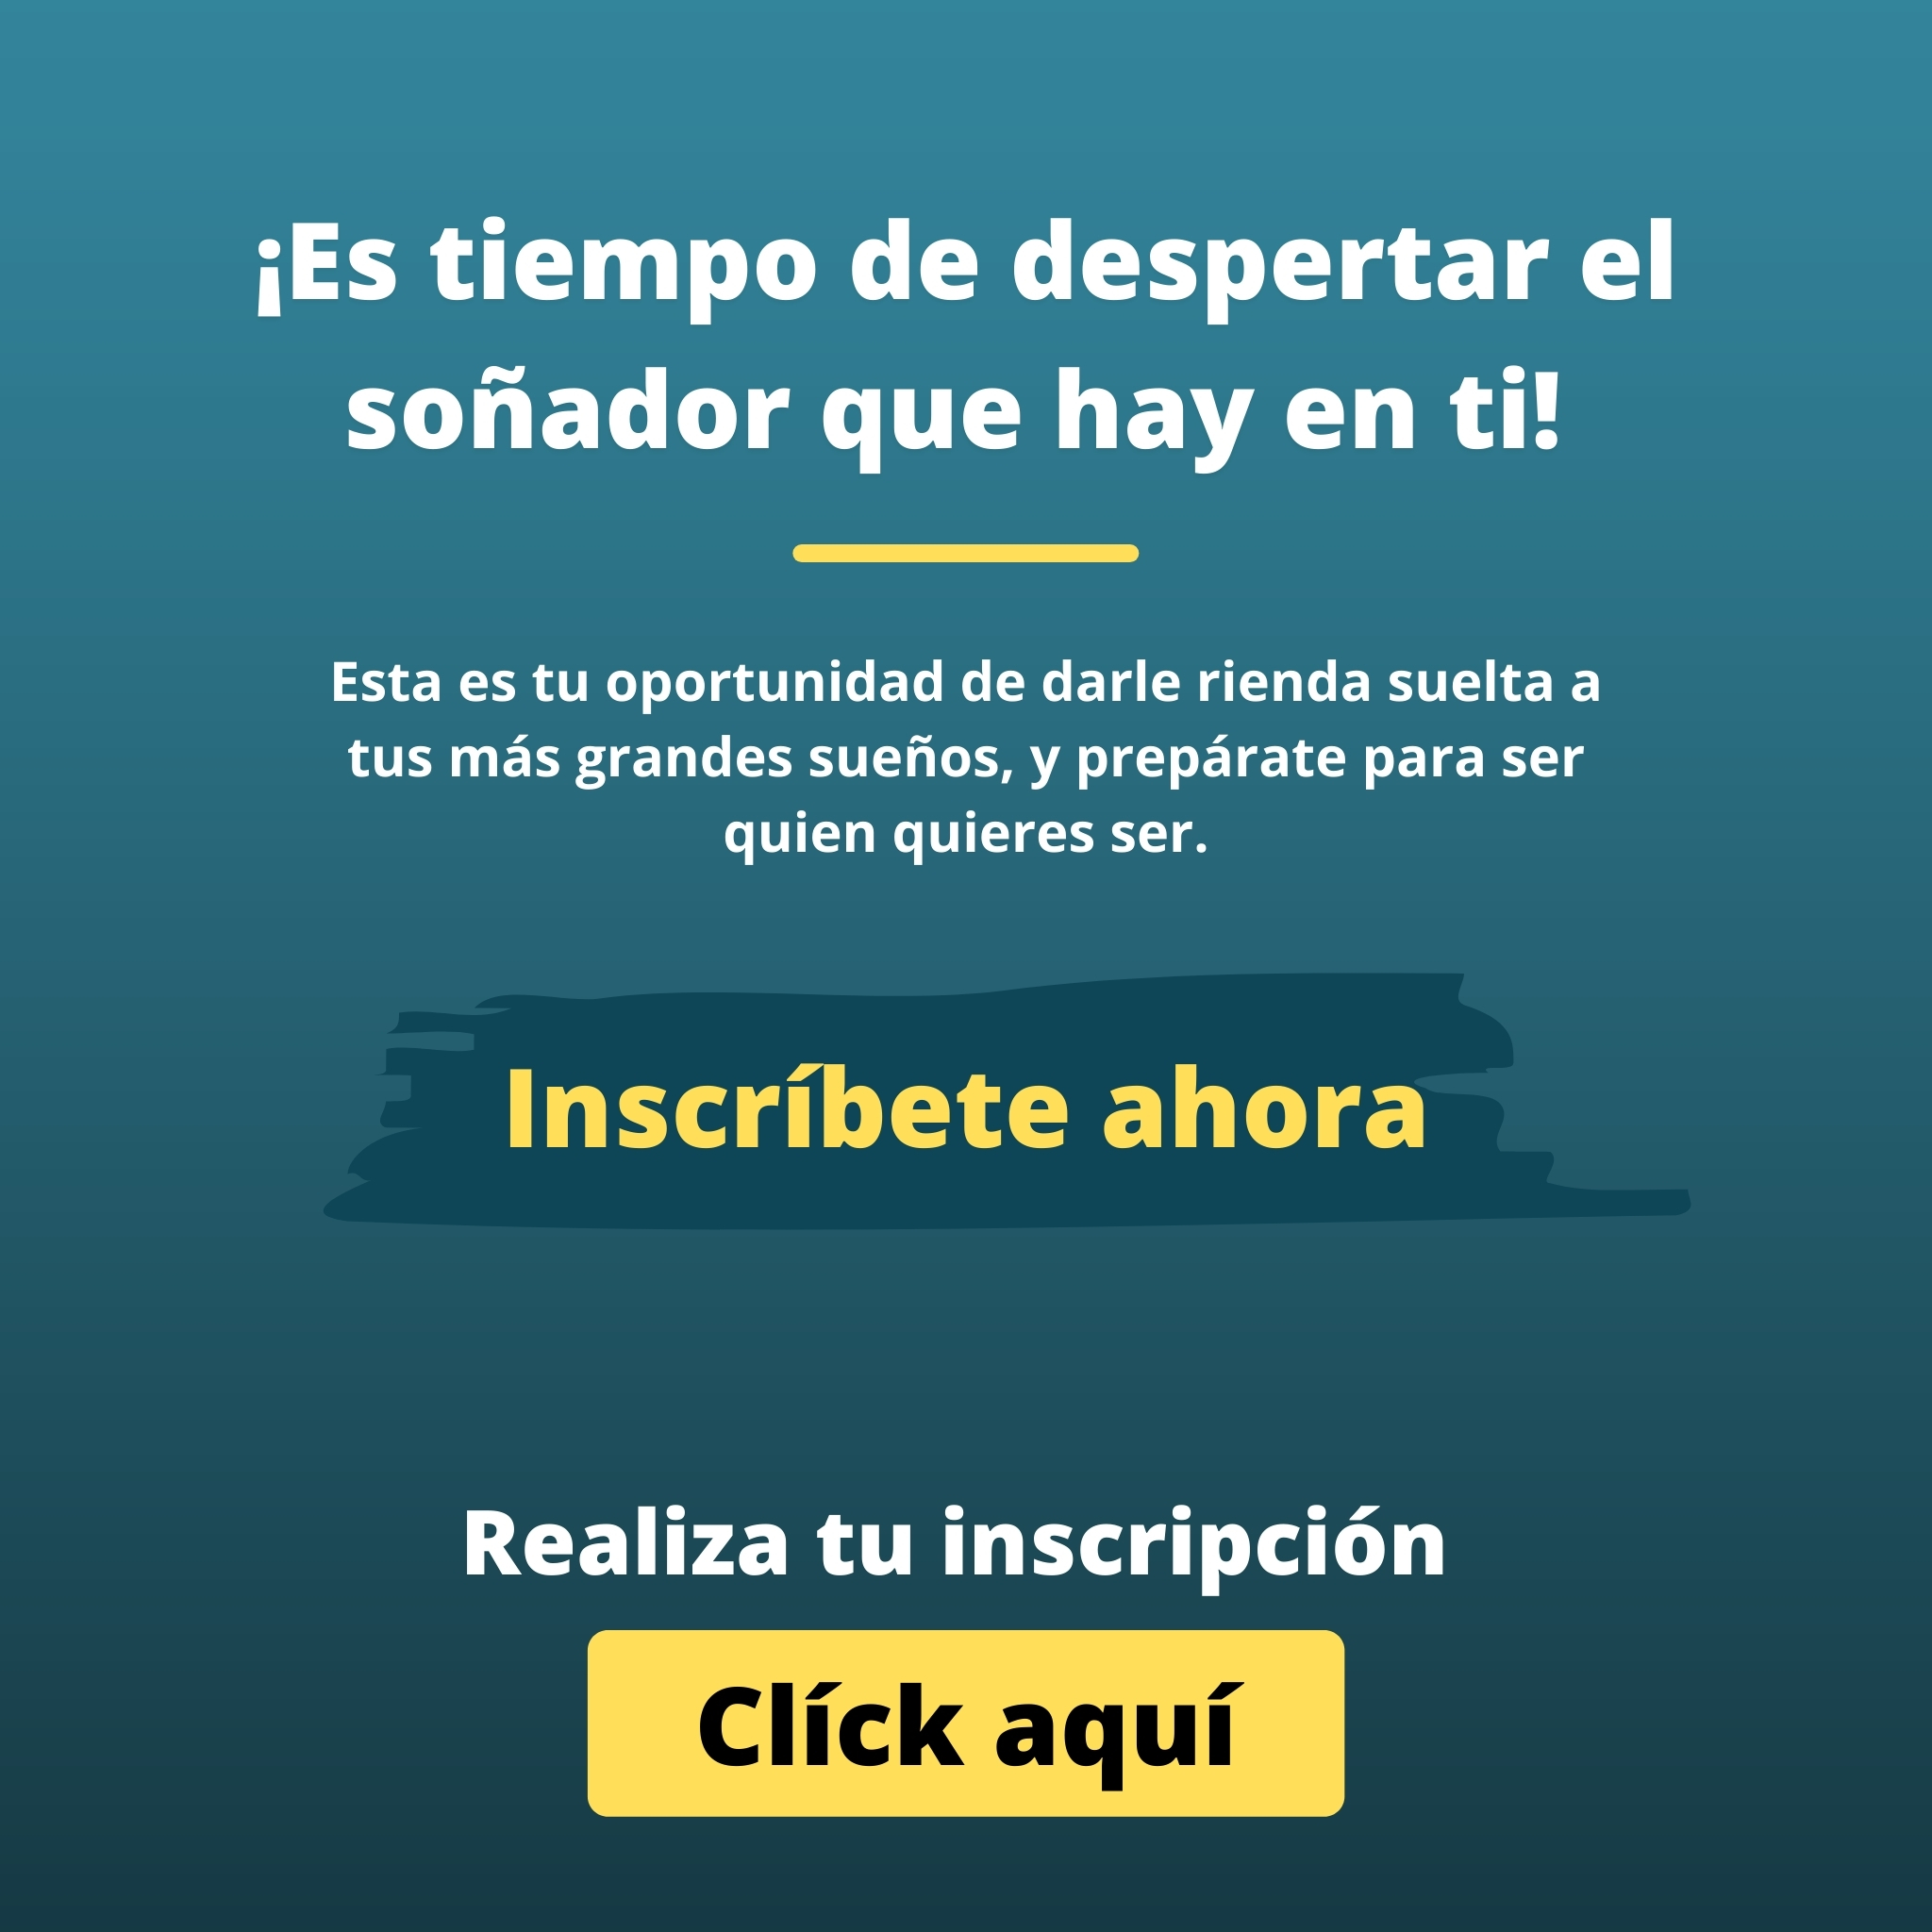 ¡Es tiempo de despertar el
soñador que hay en ti!
Esta es tu oportunidad de darle rienda suelta a
tus más grandes sueños, y prepárate para ser
quien quieres ser.
Inscríbete ahora
Realiza tu inscripción
Clíck aquí